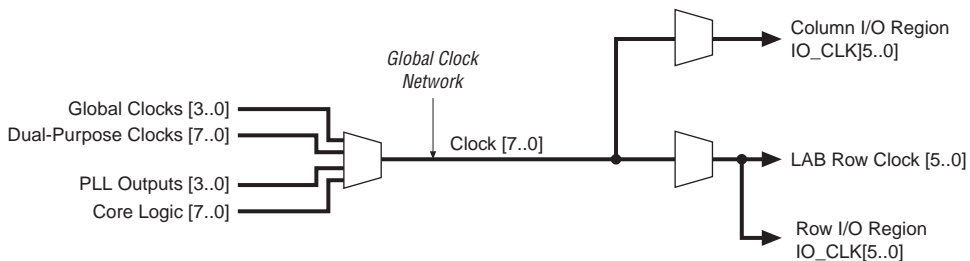 Column I/O Region
IO_CLK]5..0]
Global Clock
Network
Global Clocks [3..0]
Dual-Purpose Clocks [7..0]
Clock [7..0]
PLL Outputs [3..0]
Core Logic [7..0]
LAB Row Clock [5..0]
Row I/O Region
IO_CLK[5..0]